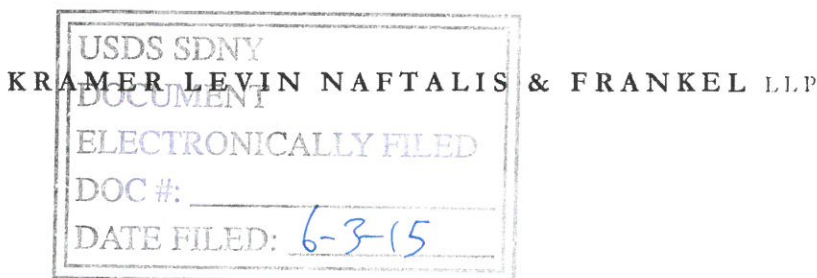 USDS SDNY
KRAMER LEVIN NAFTALIS & FRANKEL LLP
DOCUMENT
ELECTRONICALLY FILED
DOC #:
DATE FILED: 6-3-15